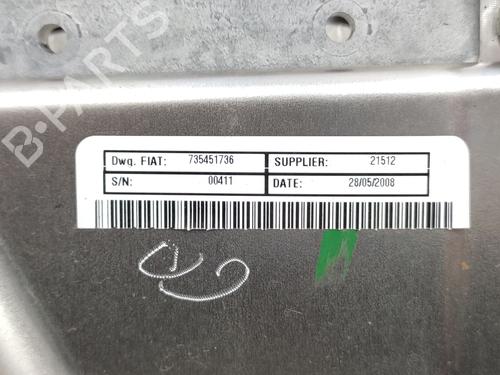 B-PARTS
Dwg. FIAT: 735451736 SUPPLIER: 21512
S/N: 00411 DATE: 28/05/2008